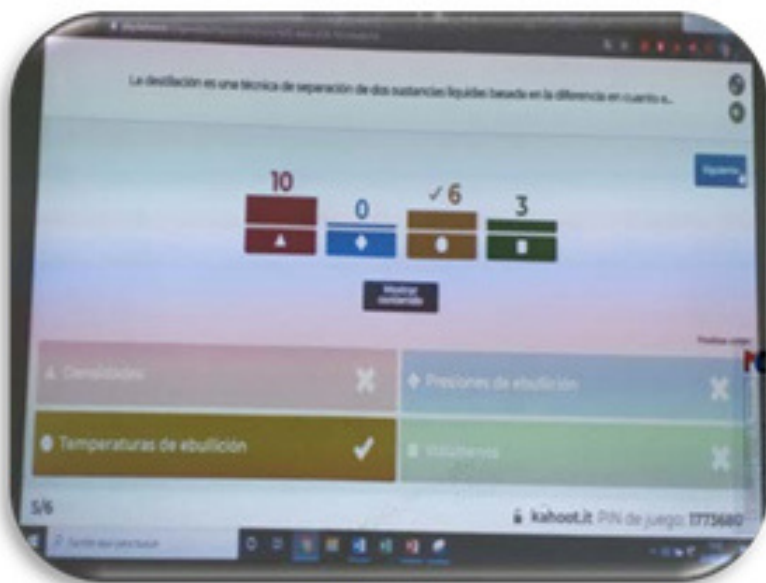 La destilación es una técnica de separación de dos sustancias líquidas basada en la diferencia en cuanto a...
Siguiente
10
0
✓ 6
3
Mostrar
contenido
Densidades
Presiones de ebullición
Temperaturas de ebullición
Volúmenes
5/6
kahoot.it PIN de juego: 1773680